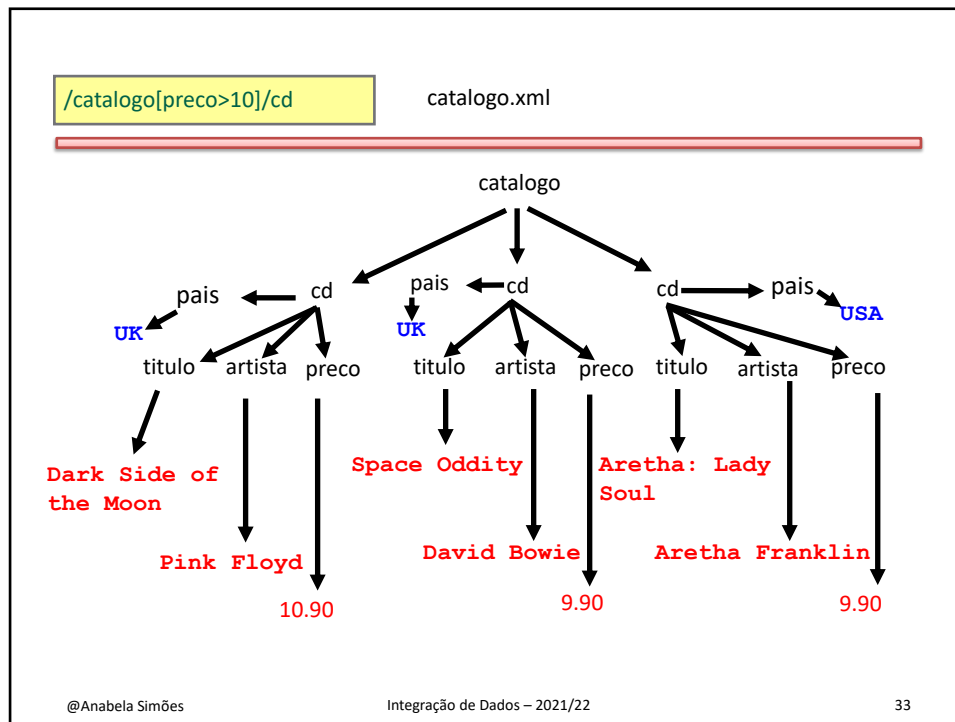 /catalogo[preco>10]/cd
catalogo.xml
catalogo
pais
cd
pais
cd
cd
pais
UK
UK
USA
titulo
artista
preco
titulo
artista
preco
titulo
artista
preco
Dark Side of
the Moon
Space Oddity
Aretha: Lady
Soul
Pink Floyd
David Bowie
Aretha Franklin
10.90
9.90
9.90
@Anabela Simões
Integração de Dados – 2021/22
33